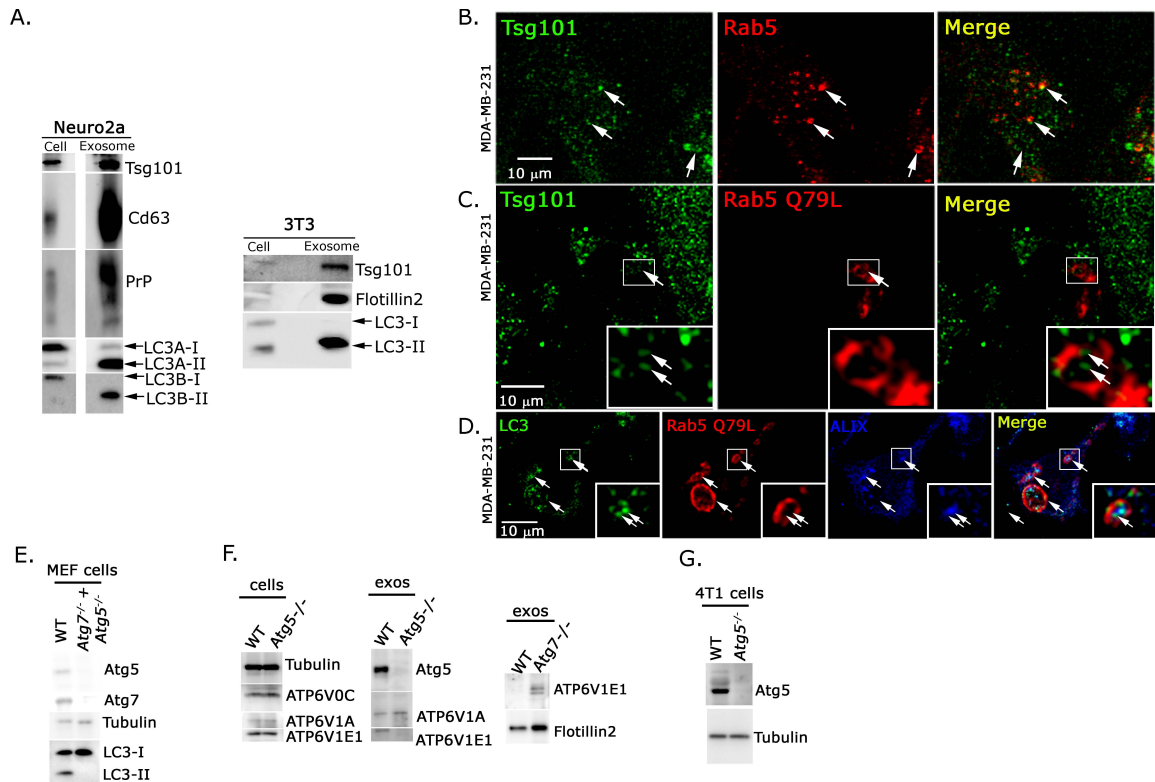 A.
Neuro2a
Cell Exosome
Tsg101
Cd63
PrP
LC3A-I
LC3A-II
LC3B-I
LC3B-II
3T3
Cell Exosome
Tsg101
Flotillin2
LC3-I
LC3-II
B.
MDA-MB-231
Tsg101 Rab5 Merge
10 μm
C.
MDA-MB-231
Tsg101 Rab5 Q79L Merge
10 μm
D.
MDA-MB-231
LC3 Rab5 Q79L ALIX Merge
10 μm
E.
MEF cells
WT
Atg7-/- +
Atg5-/-
Atg5
Atg7
Tubulin
LC3-I
LC3-II
F.
cells
WT Atg5-/-
Tubulin
ATP6V0C
ATP6V1A
ATP6V1E1
exos
WT Atg5-/-
Atg5
ATP6V1A
ATP6V1E1
exos
WT Atg7-/-
ATP6V1E1
Flotillin2
G.
4T1 cells
WT Atg5-/-
Atg5
Tubulin